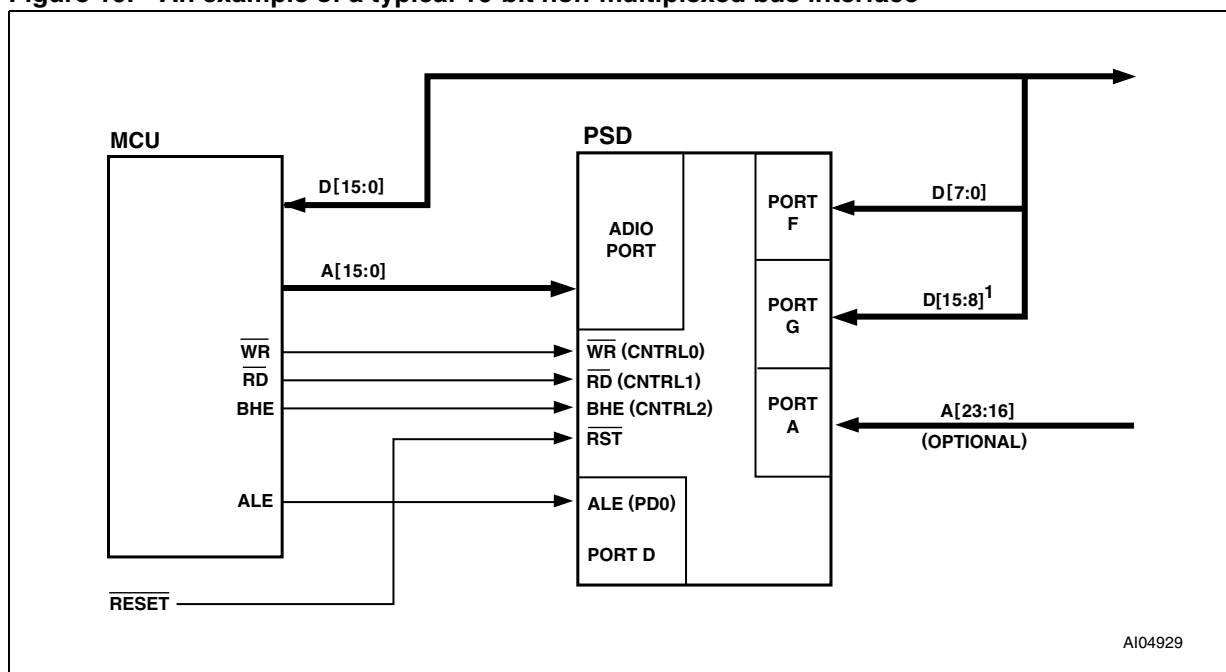 MCU
PSD
D[15:0]
ADIO
PORT
PORT
F
D[7:0]
A[15:0]
PORT
G
D[15:8]1
WR
WR (CNTRL0)
RD
RD (CNTRL1)
BHE
BHE (CNTRL2)
RST
PORT
A
A[23:16]
(OPTIONAL)
ALE
ALE (PD0)
PORT D
RESET
AI04929